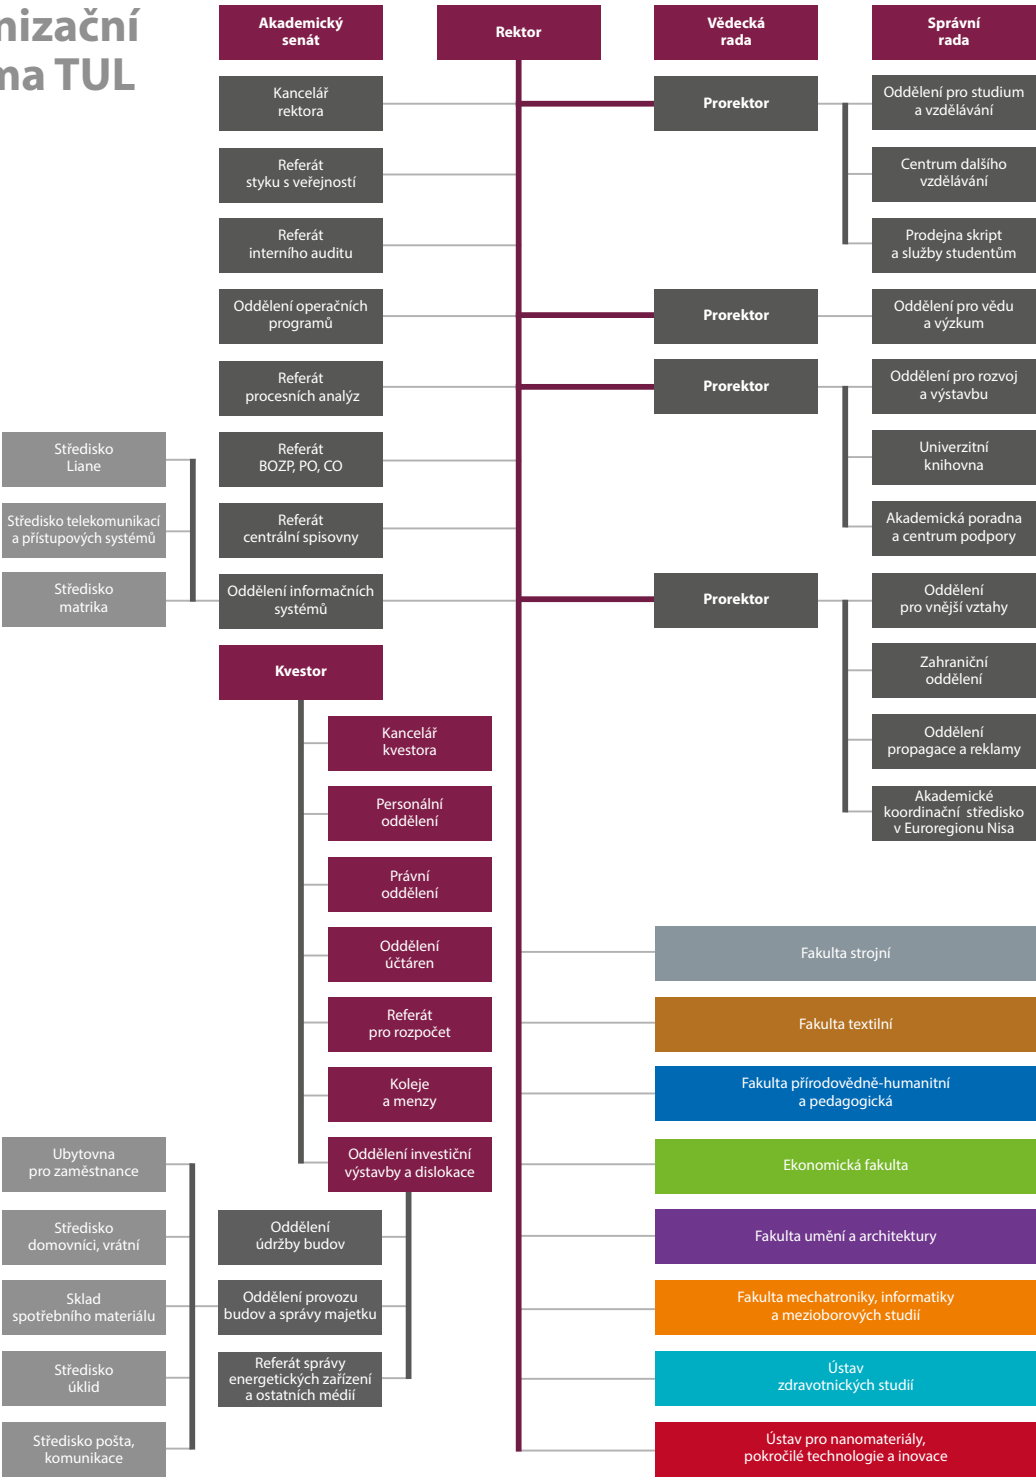 nizační
ma TUL
Akademický
senát
Rektor
Vědecká
rada
Správní
rada
Kancelář
rektora
Prorektor
Oddělení pro studium
a vzdělávání
Referát
styku s veřejností
Centrum dalšího
vzdělávání
Referát
interního auditu
Prodejna skript
a služby studentům
Oddělení operačních
programů
Prorektor
Oddělení pro vědu
a výzkum
Referát
procesních analýz
Prorektor
Oddělení pro rozvoj
a výstavbu
Středisko
Liane
Referát
BOZP, PO, CO
Univerzitní
knihovna
Středisko telekomunikací
a přístupových systémů
Referát
centrální spisovny
Akademická poradna
a centrum podpory
Středisko
matrika
Oddělení informačních
systémů
Prorektor
Oddělení
pro vnější vztahy
Kvestor
Zahraniční
oddělení
Kancelář
kvestora
Oddělení
propagace a reklamy
Personální
oddělení
Akademické
koordinační středisko
v Euroregionu Nisa
Právní
oddělení
Oddělení
účtáren
Fakulta strojní
Referát
pro rozpočet
Fakulta textilní
Koleje
a menzy
Fakulta přírodovědně-humanitní
a pedagogická
Ubytovna
pro zaměstnance
Oddělení investiční
výstavby a dislokace
Ekonomická fakulta
Středisko
domovníci, vrátní
Oddělení
údržby budov
Fakulta umění a architektury
Sklad
spotřebního materiálu
Oddělení provozu
budov a správy majetku
Fakulta mechatroniky, informatiky
a mezioborových studií
Středisko
úklid
Referát správy
energetických zařízení
a ostatních médií
Ústav
zdravotnických studií
Středisko pošta,
komunikace
Ústav pro nanomateriály,
pokročilé technologie a inovace